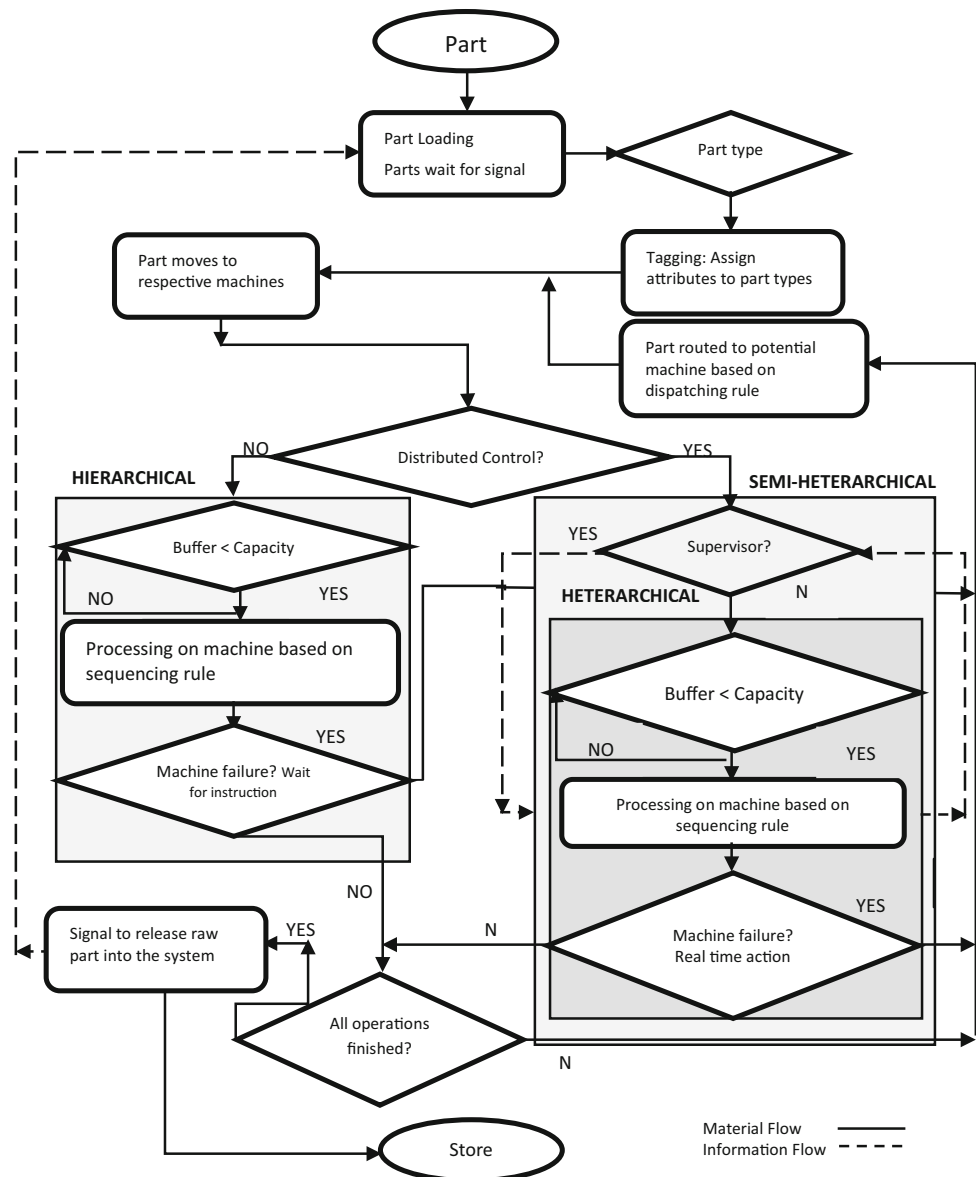 Part
Part Loading
Parts wait for signal
Part type
Part moves to
respective machines
Tagging: Assign
attributes to part types
Part routed to potential
machine based on
dispatching rule
NO
Distributed Control?
YES
HIERARCHICAL
SEMI-HETERARCHICAL
Buffer < Capacity
YES
Supervisor?
NO
YES
HETERARCHICAL
N
Processing on machine based on
sequencing rule
Buffer < Capacity
YES
NO
YES
Machine failure? Wait
for instruction
Processing on machine based on
sequencing rule
NO
YES
Signal to release raw
part into the system
YES
N
Machine failure?
Real time action
All operations
finished?
N
Store
Material Flow
Information Flow